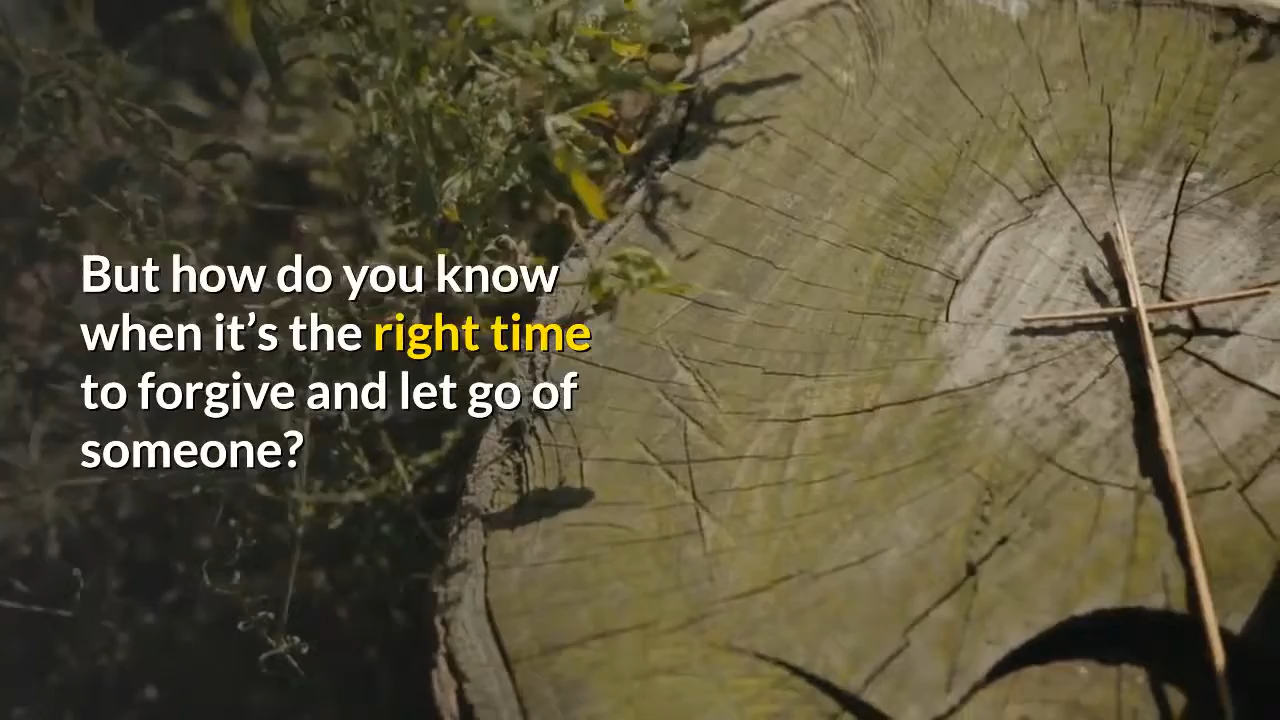 But how do you know
when it’s the right time
to forgive and let go of
someone?